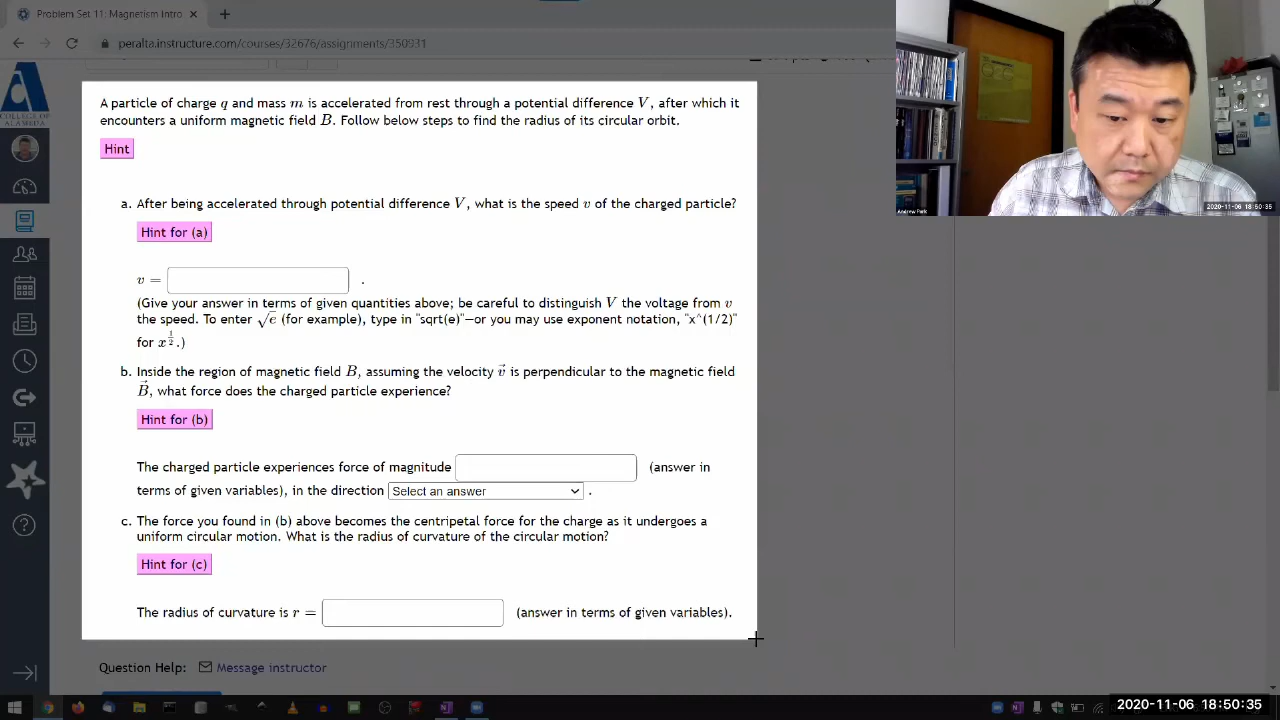 Problem Set 11: Magnetism Intro
peralta.instructure.com/courses/32676/assignments/350931
COLLEGE OF
ALAMEDA
A particle of charge q and mass m is accelerated from rest through a potential difference V, after which it
encounters a uniform magnetic field B. Follow below steps to find the radius of its circular orbit.
Hint
a. After being accelerated through potential difference V, what is the speed v of the charged particle?
Hint for (a)
v = .
(Give your answer in terms of given quantities above; be careful to distinguish V the voltage from v
the speed. To enter √e (for example), type in "sqrt(e)"—or you may use exponent notation, "x^(1/2)"
for x^{1/2}.)
b. Inside the region of magnetic field B, assuming the velocity v⃗ is perpendicular to the magnetic field
B⃗, what force does the charged particle experience?
Hint for (b)
The charged particle experiences force of magnitude (answer in
terms of given variables), in the direction Select an answer .
c. The force you found in (b) above becomes the centripetal force for the charge as it undergoes a
uniform circular motion. What is the radius of curvature of the circular motion?
Hint for (c)
The radius of curvature is r = (answer in terms of given variables).
Question Help: Message instructor
Andrew Park
2020-11-06 18:50:35
2020-11-06 18:50:35